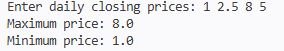 Enter daily closing prices: 1 2.5 8 5
Maximum price: 8.0
Minimum price: 1.0